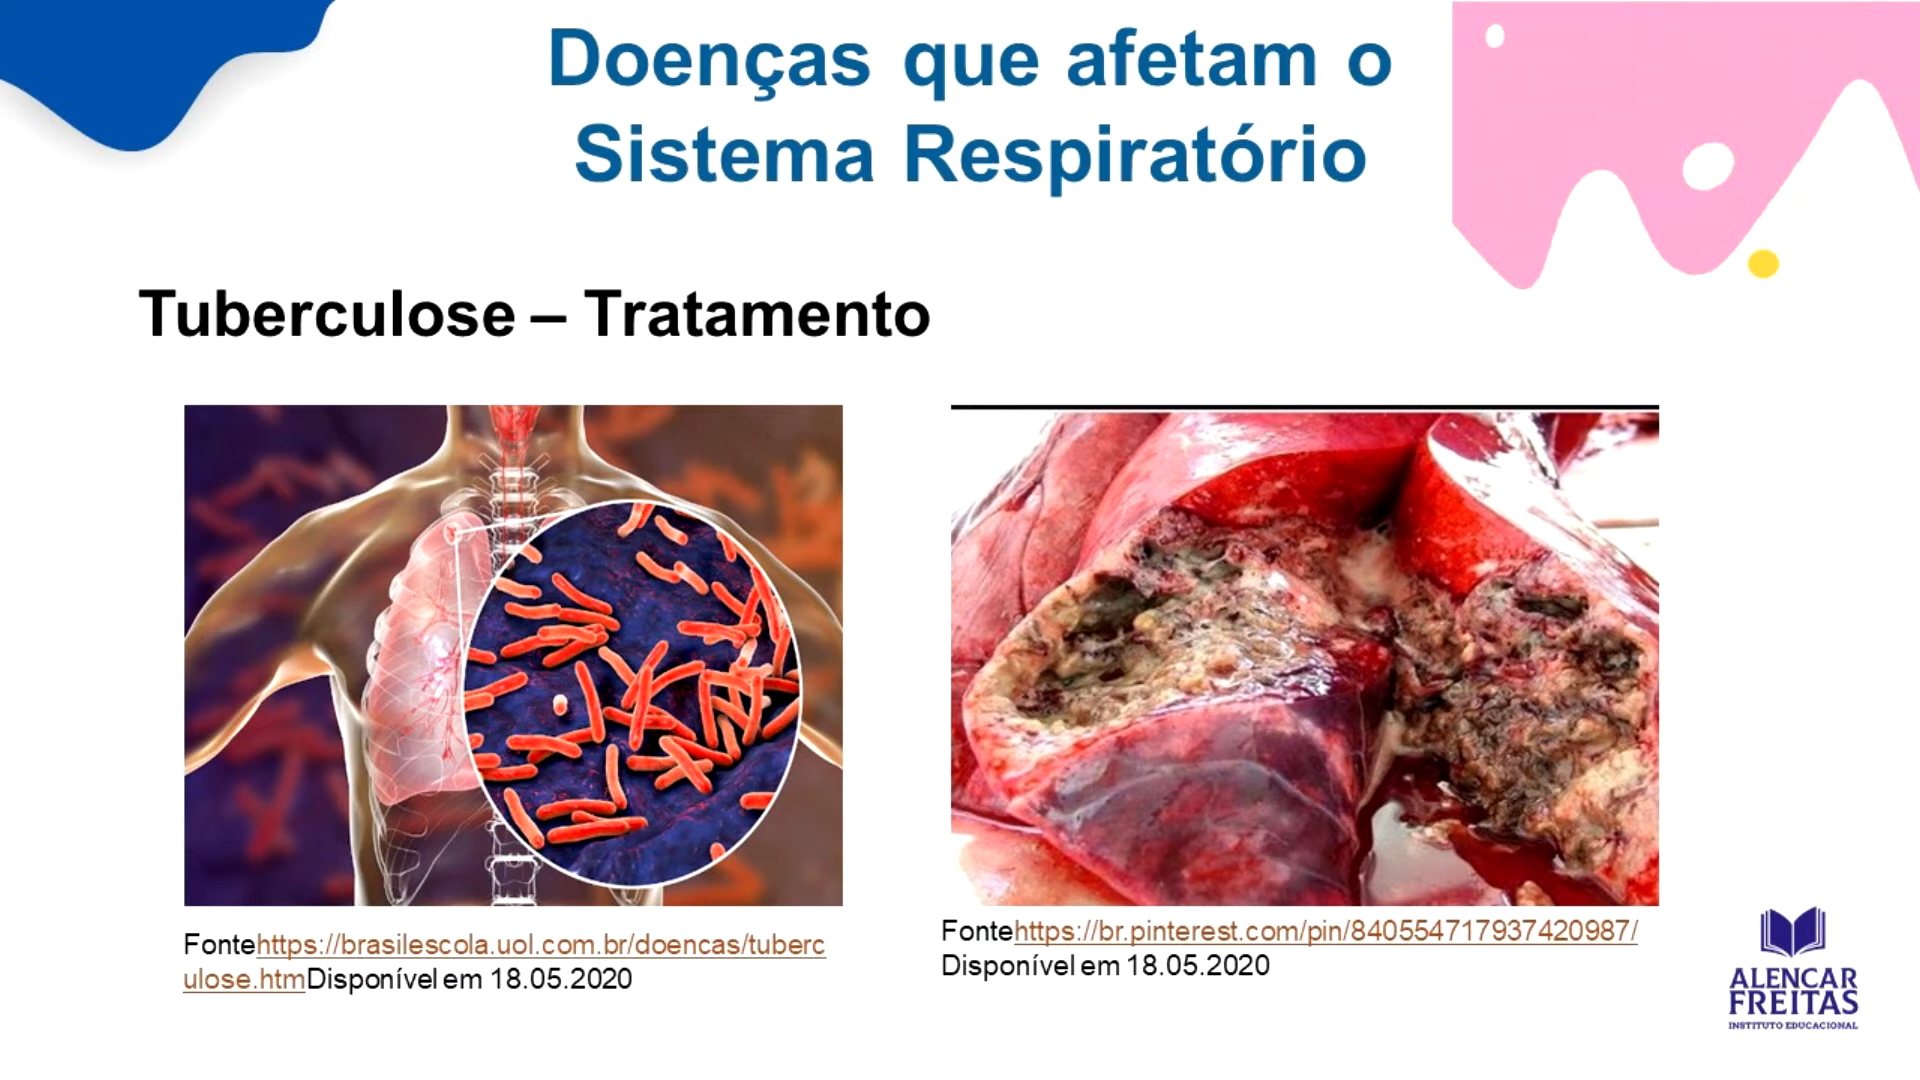 Doenças que afetam o
Sistema Respiratório
Tuberculose – Tratamento
Fontehttps://brasilescola.uol.com.br/doencas/tuberc
ulose.htmDisponível em 18.05.2020
Fontehttps://br.pinterest.com/pin/840554717937420987/
Disponível em 18.05.2020
ALENCAR
FREITAS
INSTITUTO EDUCACIONAL